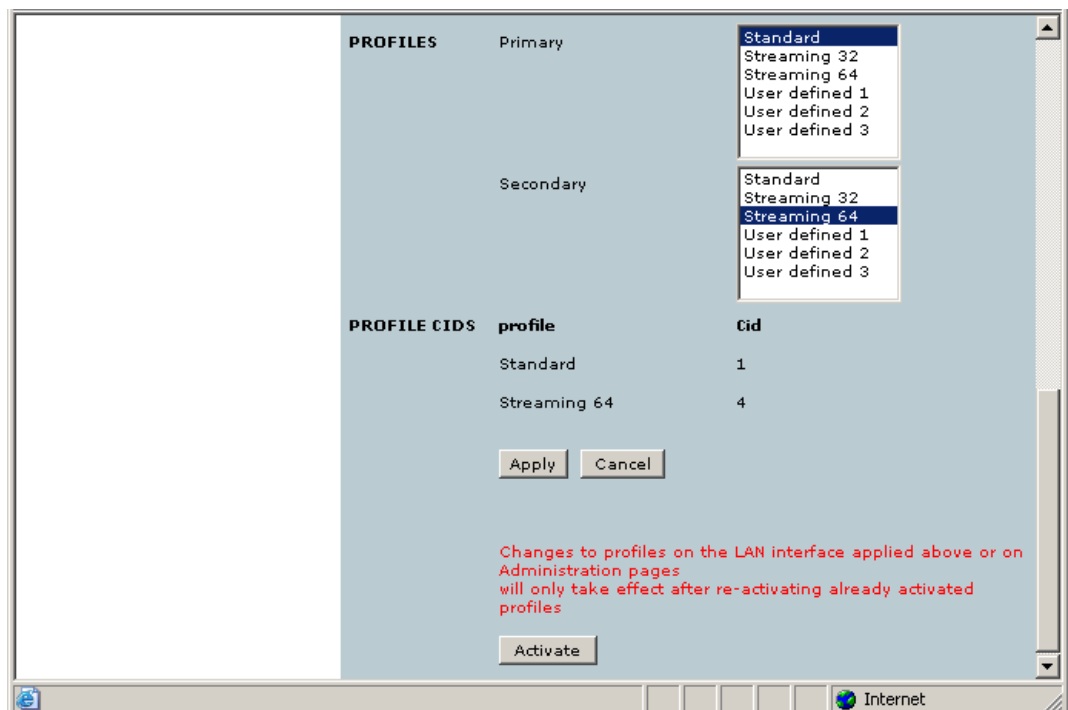 PROFILES Primary
Standard
Streaming 32
Streaming 64
User defined 1
User defined 2
User defined 3
Secondary
Standard
Streaming 32
Streaming 64
User defined 1
User defined 2
User defined 3
PROFILE CIDS profile Cid
Standard 1
Streaming 64 4
Apply Cancel
Changes to profiles on the LAN interface applied above or on
Administration pages
will only take effect after re-activating already activated
profiles
Activate
Internet